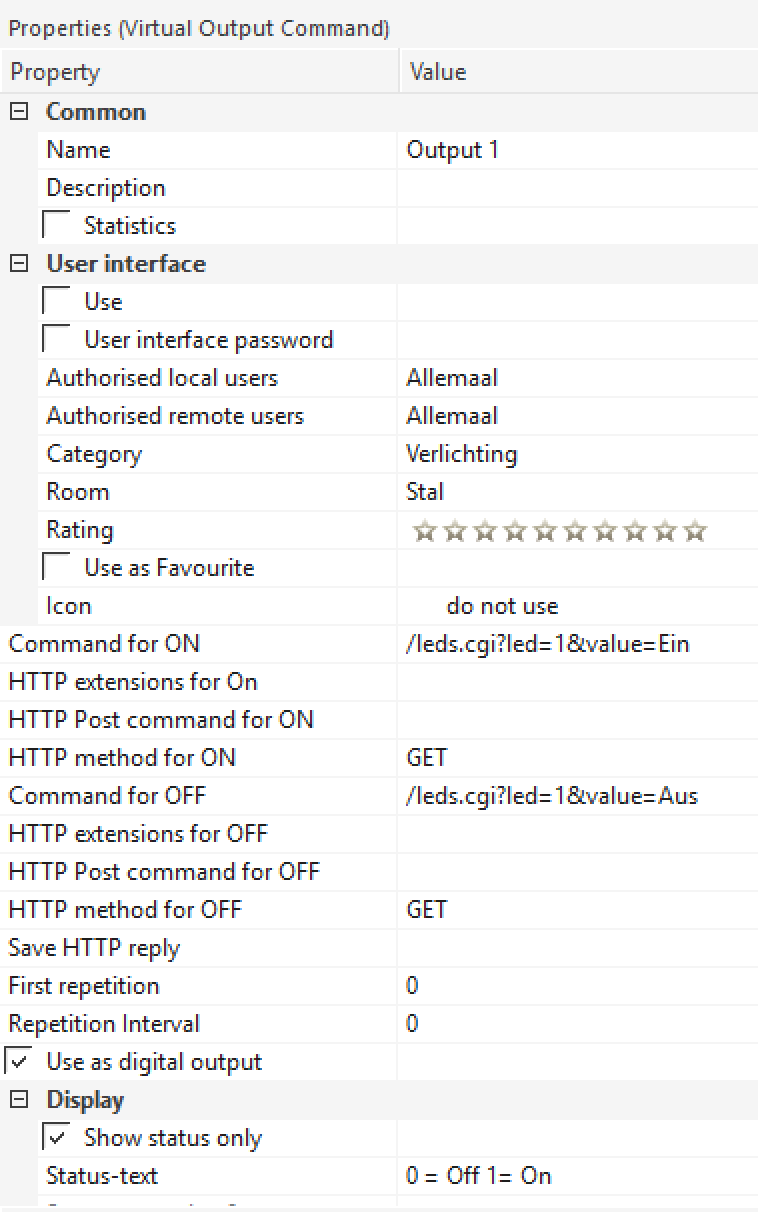 Properties (Virtual Output Command)
Property Value
Common
Name Output 1
Description
Statistics
User interface
Use
User interface password
Authorised local users Allemaal
Authorised remote users Allemaal
Category Verlichting
Room Stal
Rating
Use as Favourite
Icon do not use
Command for ON /leds.cgi?led=1&value=Ein
HTTP extensions for On
HTTP Post command for ON
HTTP method for ON GET
Command for OFF /leds.cgi?led=1&value=Aus
HTTP extensions for OFF
HTTP Post command for OFF
HTTP method for OFF GET
Save HTTP reply
First repetition 0
Repetition Interval 0
Use as digital output
Display
Show status only
Status-text 0 = Off 1= On